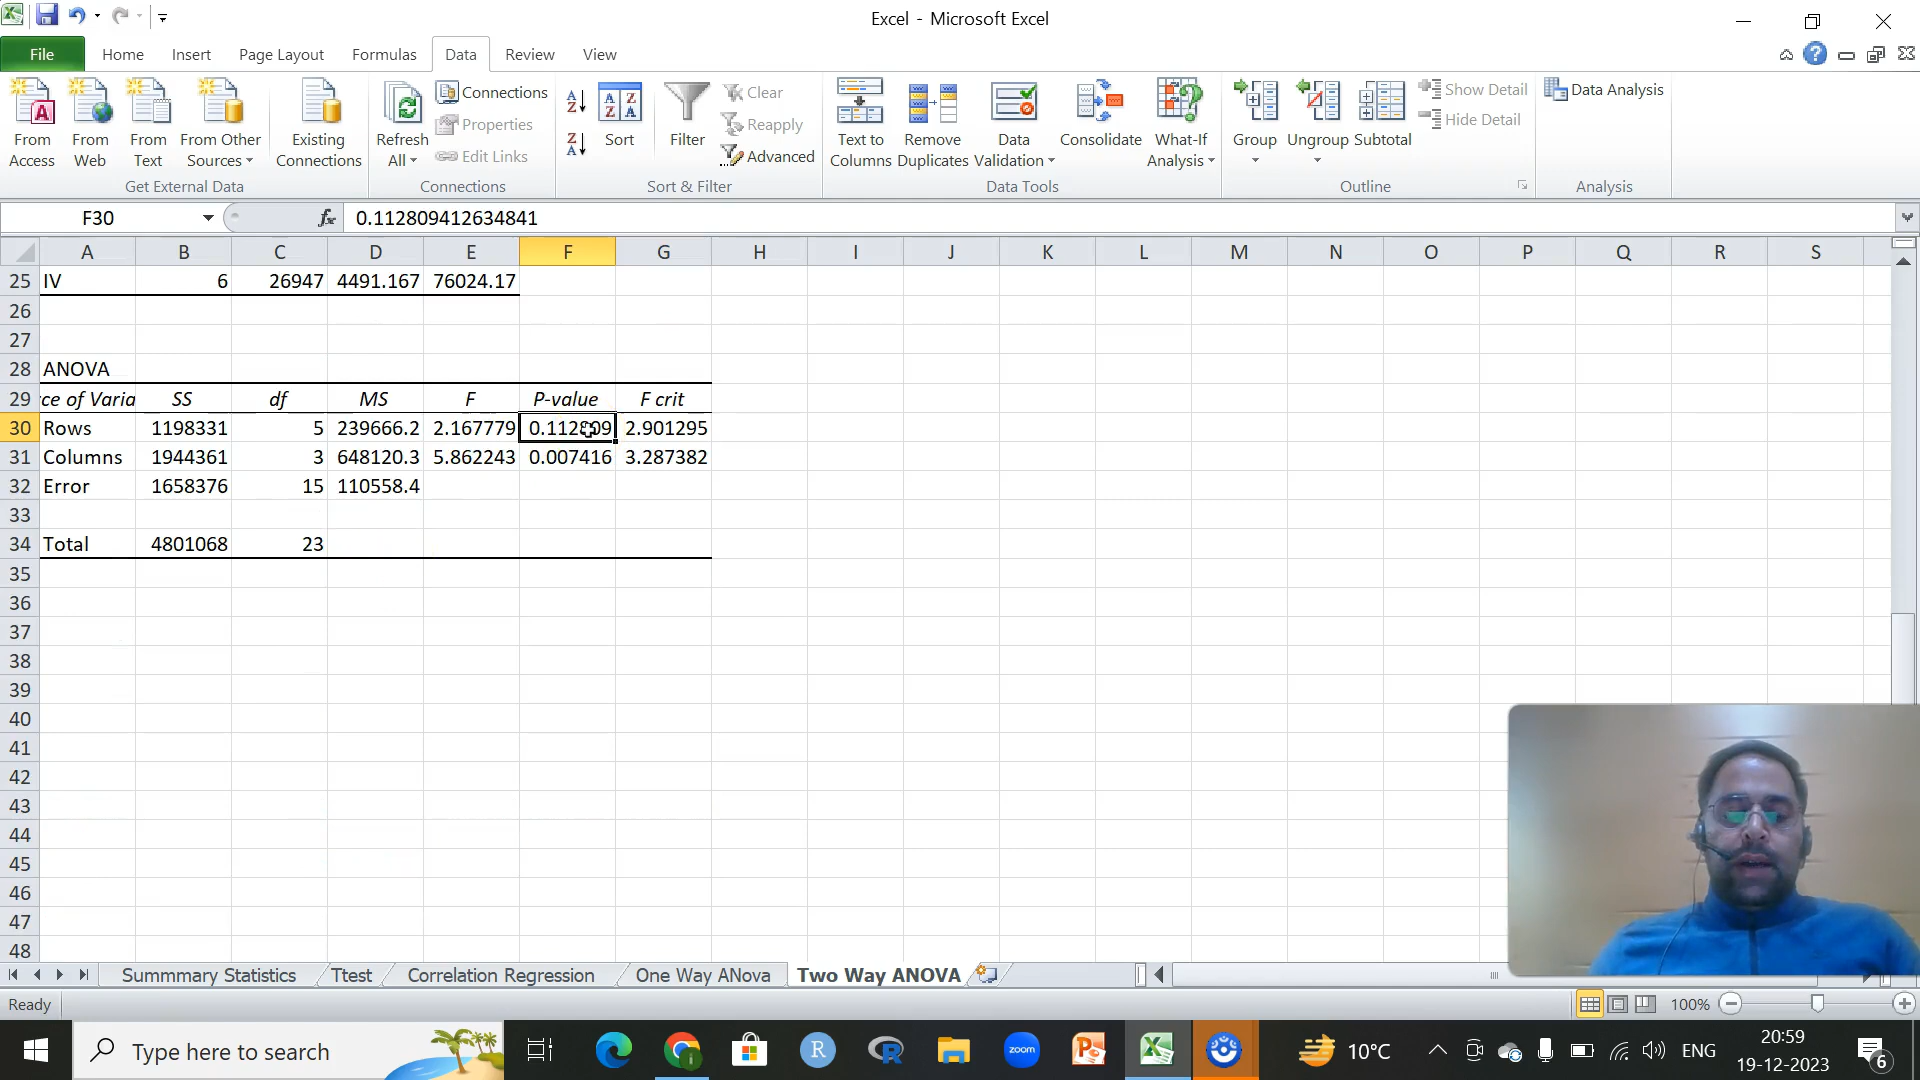 Excel - Microsoft Excel
File Home Insert Page Layout Formulas Data Review View
From Access
From Web
From Text
From Other Sources
Existing Connections
Get External Data
Refresh All
Connections
Properties
Edit Links
Connections
Sort
Filter
Clear
Reapply
Advanced
Sort & Filter
Text to Columns
Remove Duplicates
Data Validation
Consolidate
What-If Analysis
Data Tools
Group
Ungroup
Subtotal
Show Detail
Hide Detail
Outline
Data Analysis
Analysis
F30 fx 0.112809412634841
A B C D E F G H I J K L M N O P Q R S
25 IV 6 26947 4491.167 76024.17
26
27
28 ANOVA
29 ce of Varia SS df MS F P-value F crit
30 Rows 1198331 5 239666.2 2.167779 0.112809 2.901295
31 Columns 1944361 3 648120.3 5.862243 0.007416 3.287382
32 Error 1658376 15 110558.4
33
34 Total 4801068 23
35
36
37
38
39
40
41
42
43
44
45
46
47
48
Summmary Statistics Ttest Correlation Regression One Way ANova Two Way ANOVA
Ready 100%
Type here to search zoom 10°C ENG 20:59
19-12-2023 6